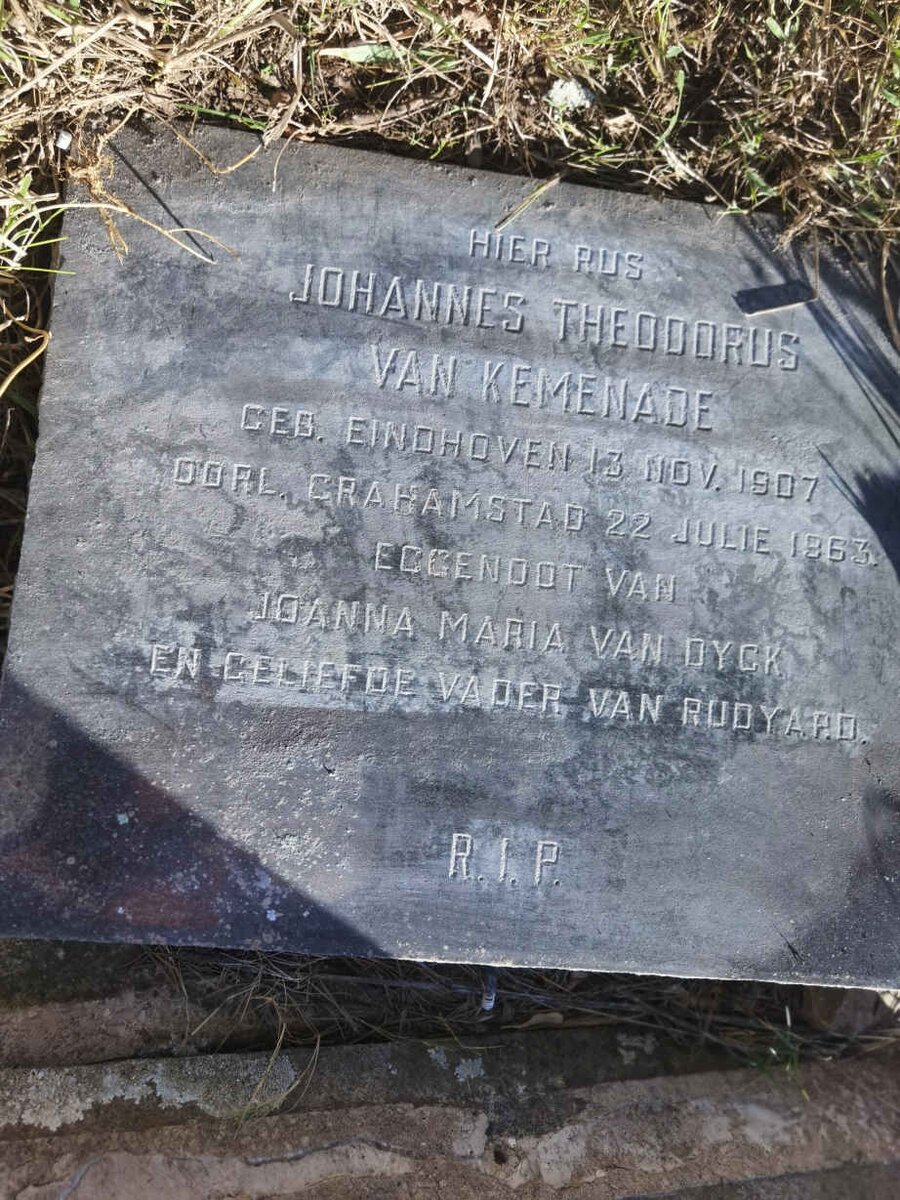 HIER RUS
JOHANNES THEODORUS
VAN KEMENADE
GEB. EINDHOVEN 13 NOV. 1907
OORL. GRAHAMSTAD 22 JULIE 1963.
EGGENOOT VAN
JOANNA MARIA VAN DYCK
EN GELIEFDE VADER VAN RUDYARD.
R.I.P.